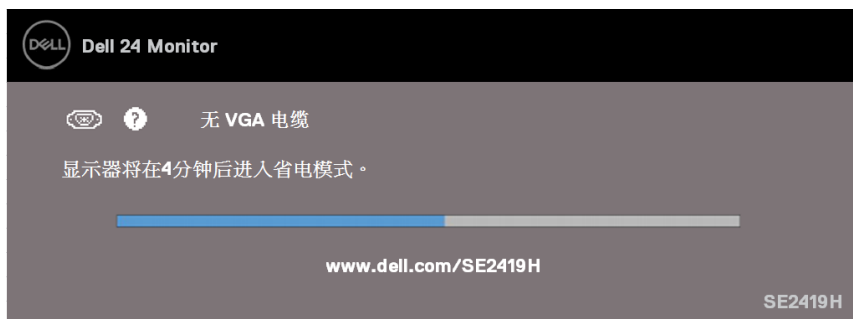 DELL Dell 24 Monitor
? 无 VGA 电缆
显示器将在4分钟后进入省电模式。
www.dell.com/SE2419H
SE2419H